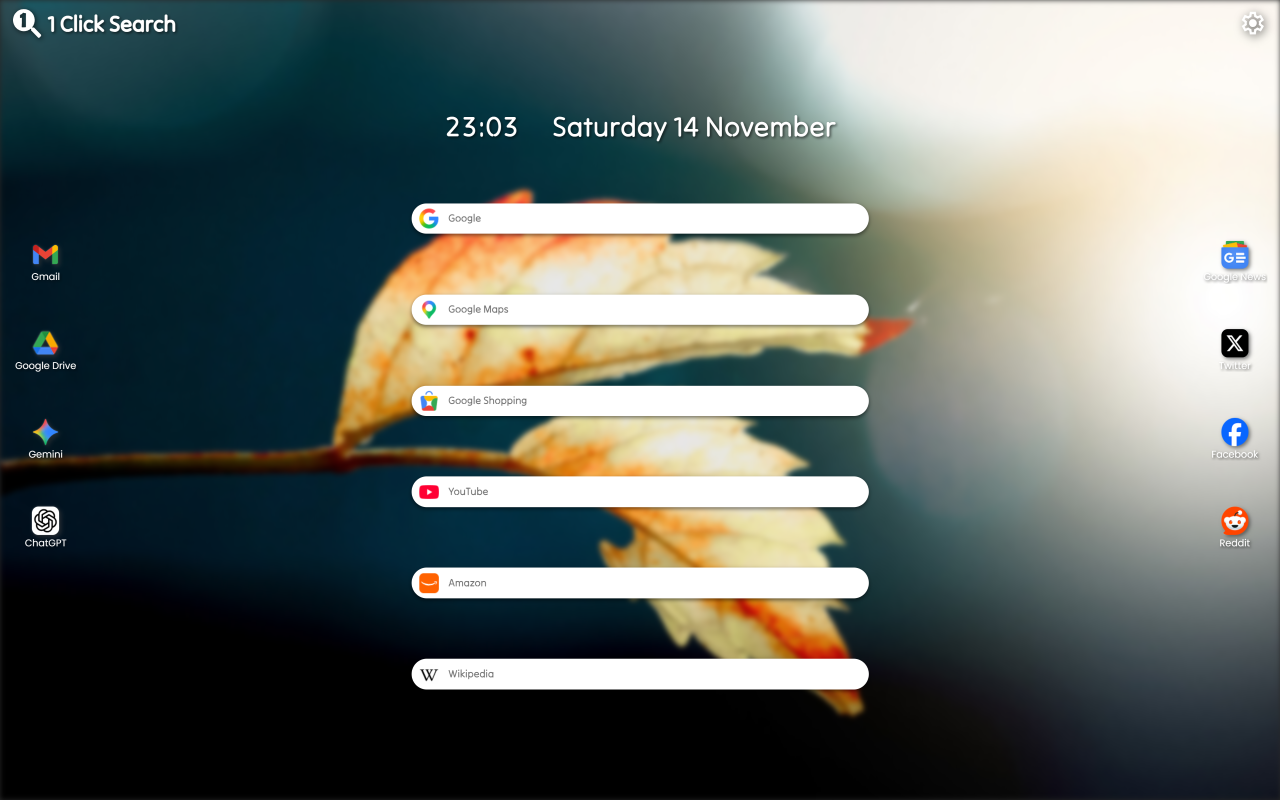 1 Click Search
23:03 Saturday 14 November
Google
Google Maps
Google Shopping
YouTube
Amazon
Wikipedia
Gmail
Google Drive
Gemini
ChatGPT
Google News
Twitter
Facebook
Reddit